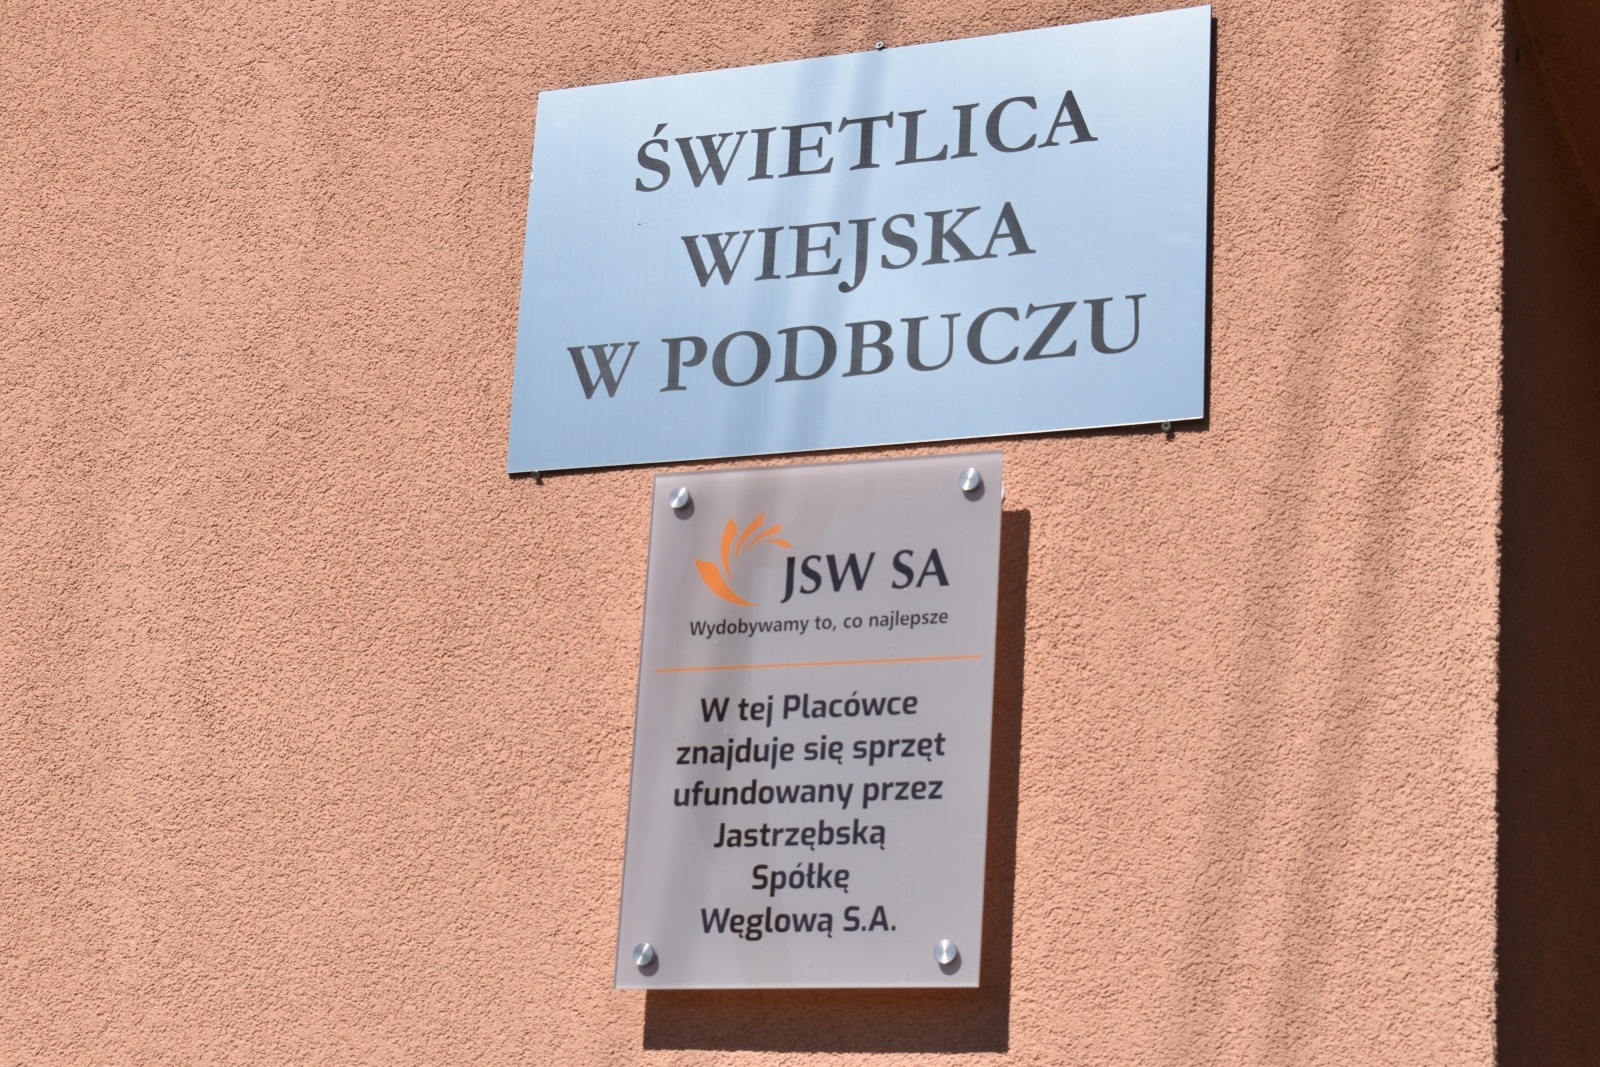 ŚWIETLICA
WIEJSKA
W PODBUCZU
JSW SA
Wydobywamy to, co najlepsze
W tej Placówce
znajduje się sprzęt
ufundowany przez
Jastrzębską
Spółkę
Węglową S.A.